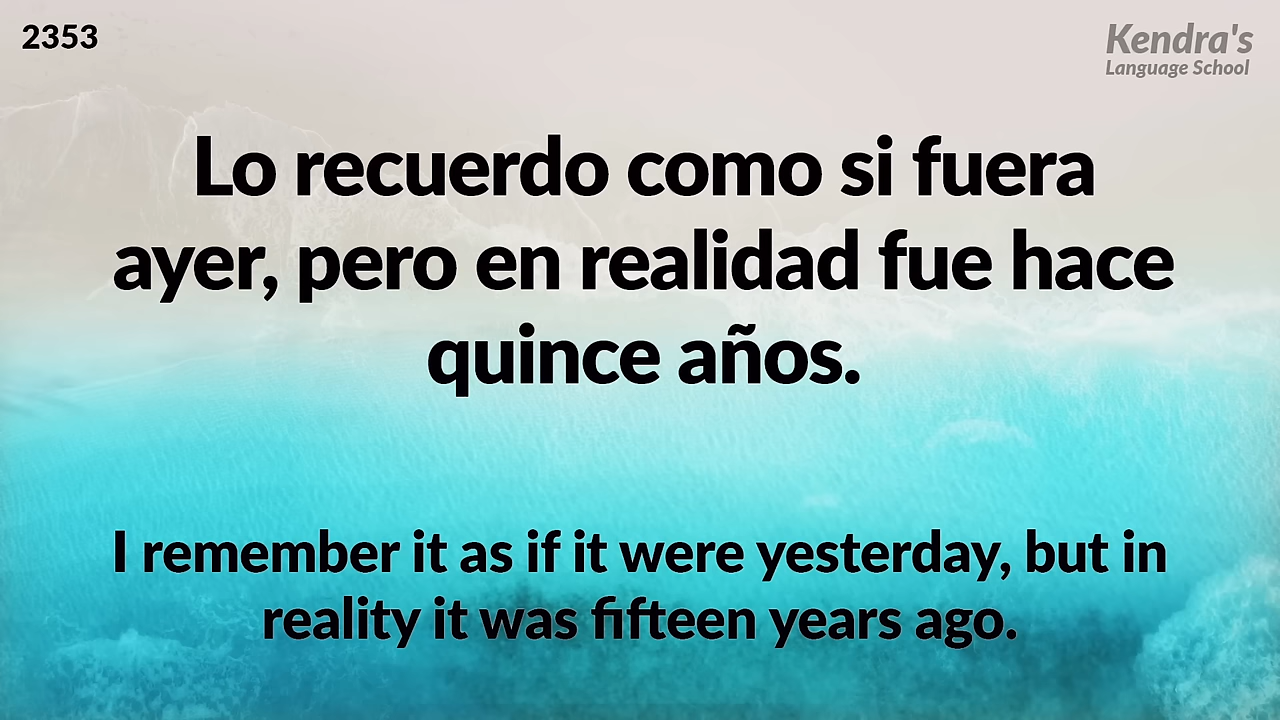 2353
Kendra's
Language School
Lo recuerdo como si fuera
ayer, pero en realidad fue hace
quince años.
I remember it as if it were yesterday, but in
reality it was fifteen years ago.